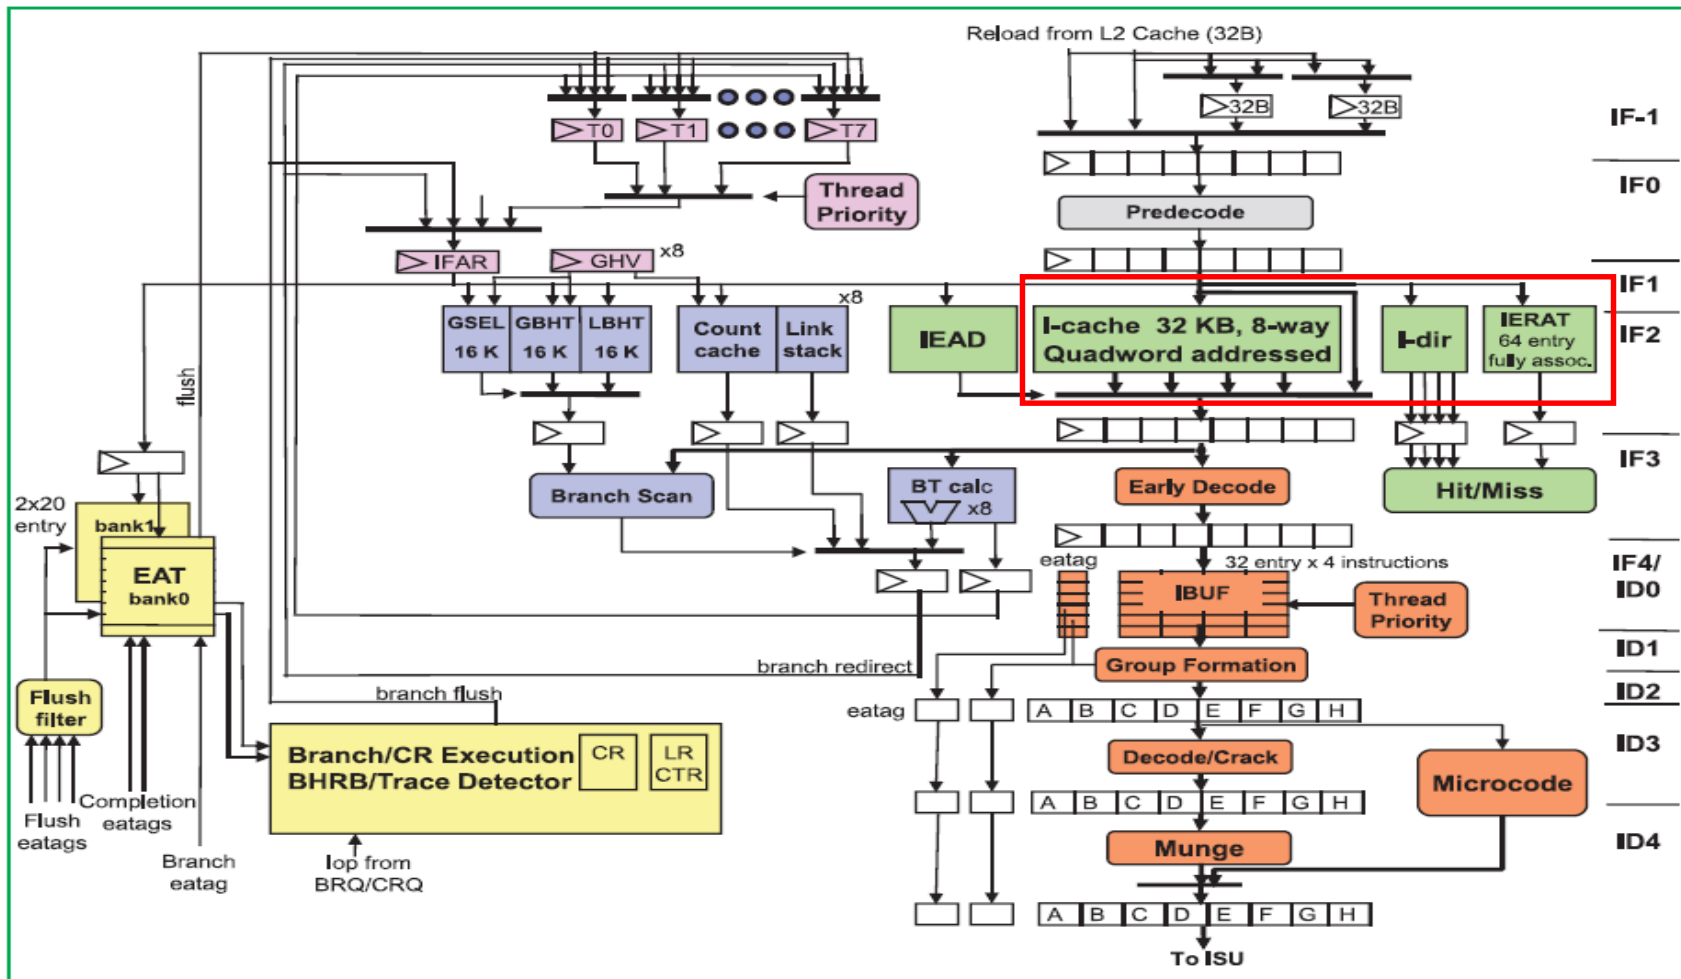 Reload from L2 Cache (32B)
32B
32B
IF-1
T0
T1
T7
IF0
Thread
Priority
Predecode
IFAR
GHV
x8
IF1
x8
GSEL
16 K
GBHT
16 K
LBHT
16 K
Count
cache
Link
stack
IEAD
I-cache 32 KB, 8-way
Quadword addressed
I-dir
IERAT
64 entry
fully assoc.
IF2
flush
IF3
Branch Scan
BT calc
x8
Early Decode
Hit/Miss
2x20
entry
bank1
EAT
bank0
eatag
32 entry x 4 instructions
IF4/
ID0
IBUF
Thread
Priority
ID1
branch redirect
Group Formation
branch flush
ID2
Flush
filter
eatag
A B C D E F G H
Branch/CR Execution
BHRB/Trace Detector
CR
LR
CTR
Decode/Crack
ID3
Microcode
A B C D E F G H
Completion
eatags
Flush
eatags
Branch
eatag
Iop from
BRQ/CRQ
Munge
ID4
A B C D E F G H
To ISU